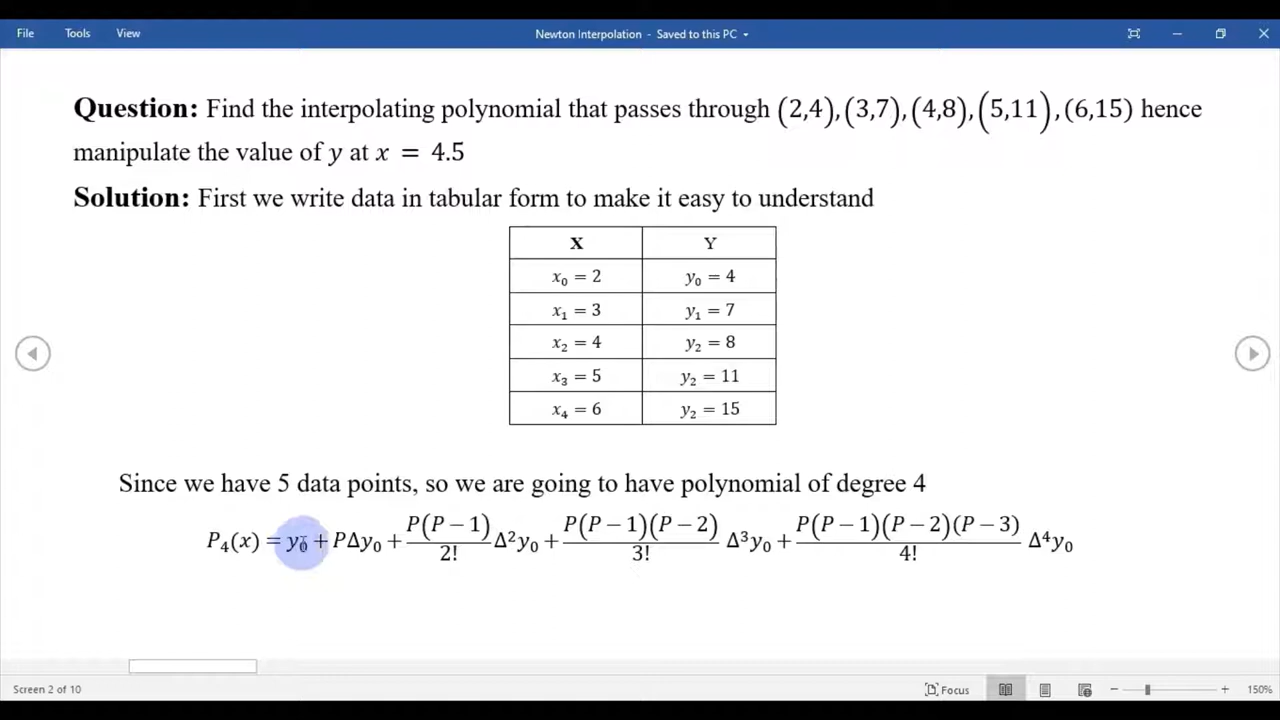 File Tools View Newton Interpolation - Saved to this PC
Question: Find the interpolating polynomial that passes through (2,4),(3,7),(4,8),(5,11),(6,15) hence
manipulate the value of y at x = 4.5
Solution: First we write data in tabular form to make it easy to understand
X Y
x₀ = 2 y₀ = 4
x₁ = 3 y₁ = 7
x₂ = 4 y₂ = 8
x₃ = 5 y₂ = 11
x₄ = 6 y₂ = 15
Since we have 5 data points, so we are going to have polynomial of degree 4
P₄(x) = y₀ + PΔy₀ + P(P − 1)/2! Δ²y₀ + P(P − 1)(P − 2)/3! Δ³y₀ + P(P − 1)(P − 2)(P − 3)/4! Δ⁴y₀
Screen 2 of 10 Focus 150%